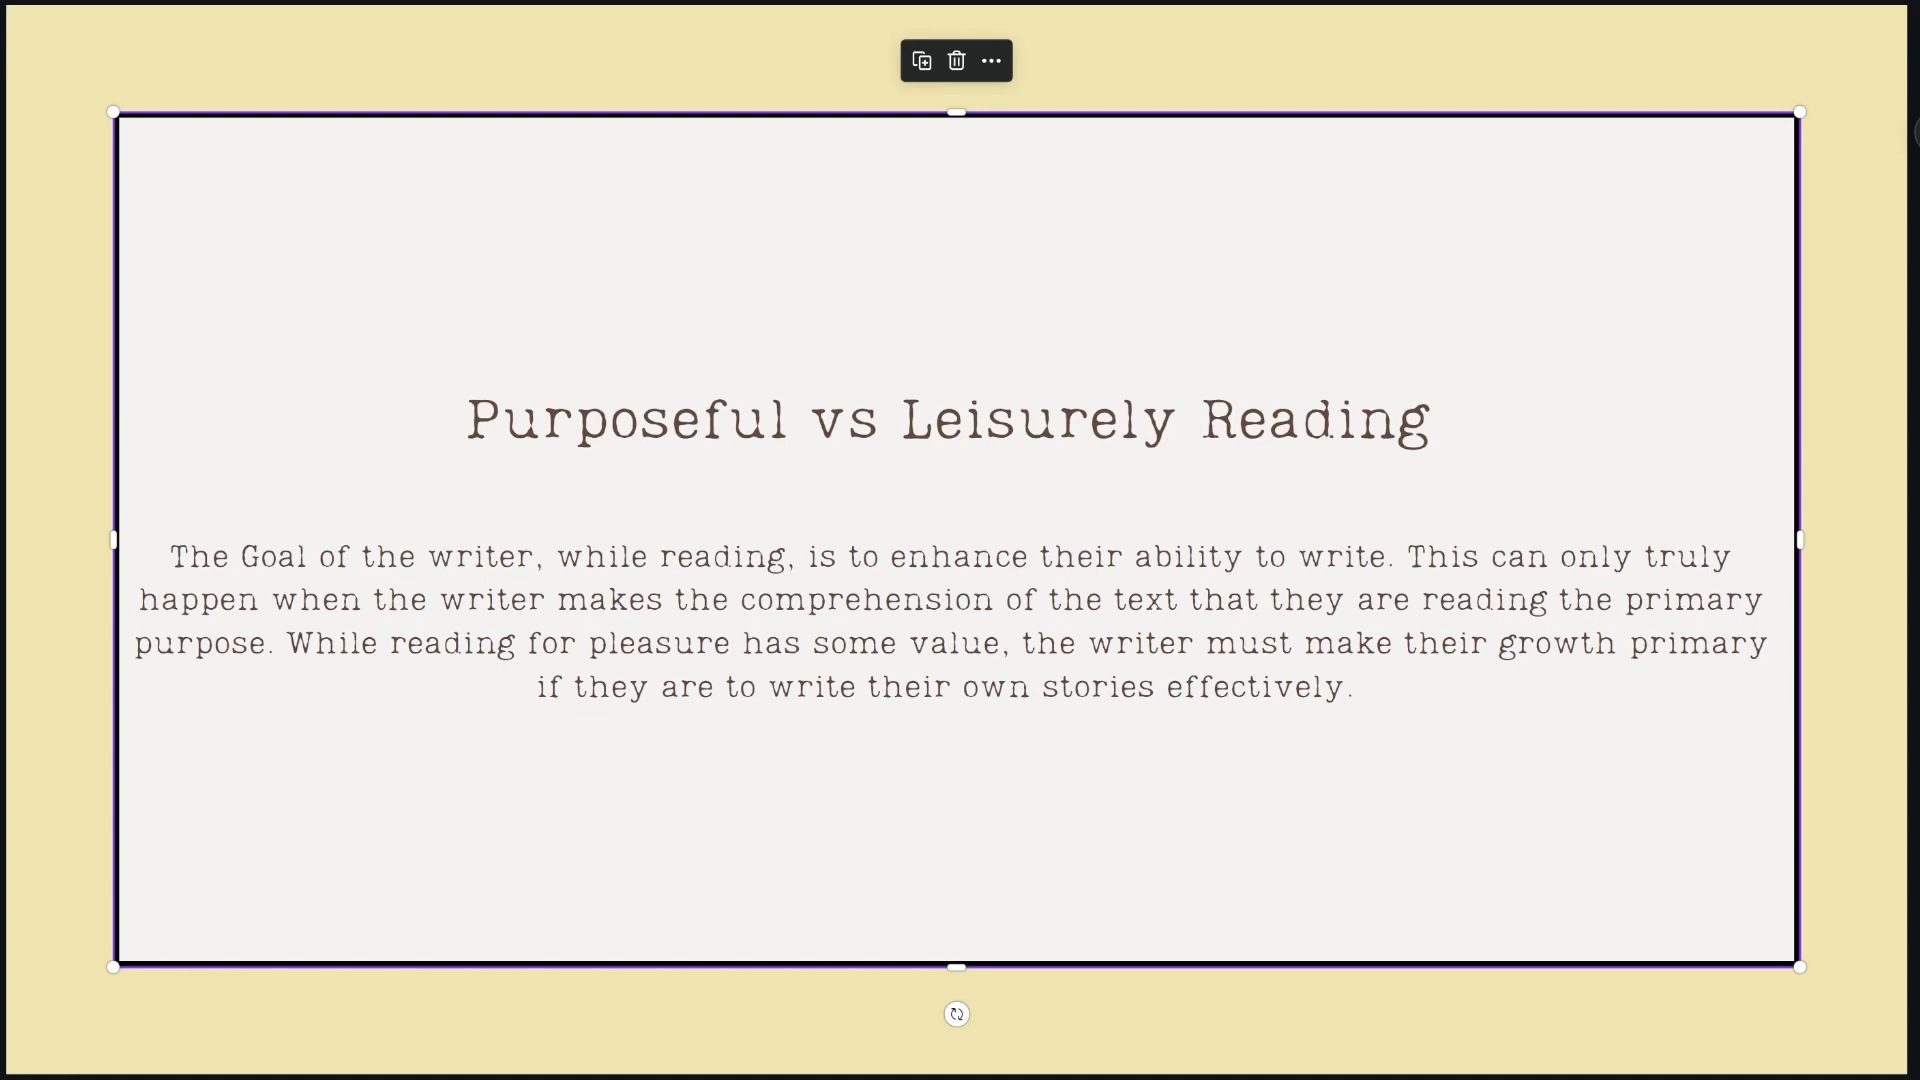 Purposeful vs Leisurely Reading
The Goal of the writer, while reading, is to enhance their ability to write. This can only truly
happen when the writer makes the comprehension of the text that they are reading the primary
purpose. While reading for pleasure has some value, the writer must make their growth primary
if they are to write their own stories effectively.